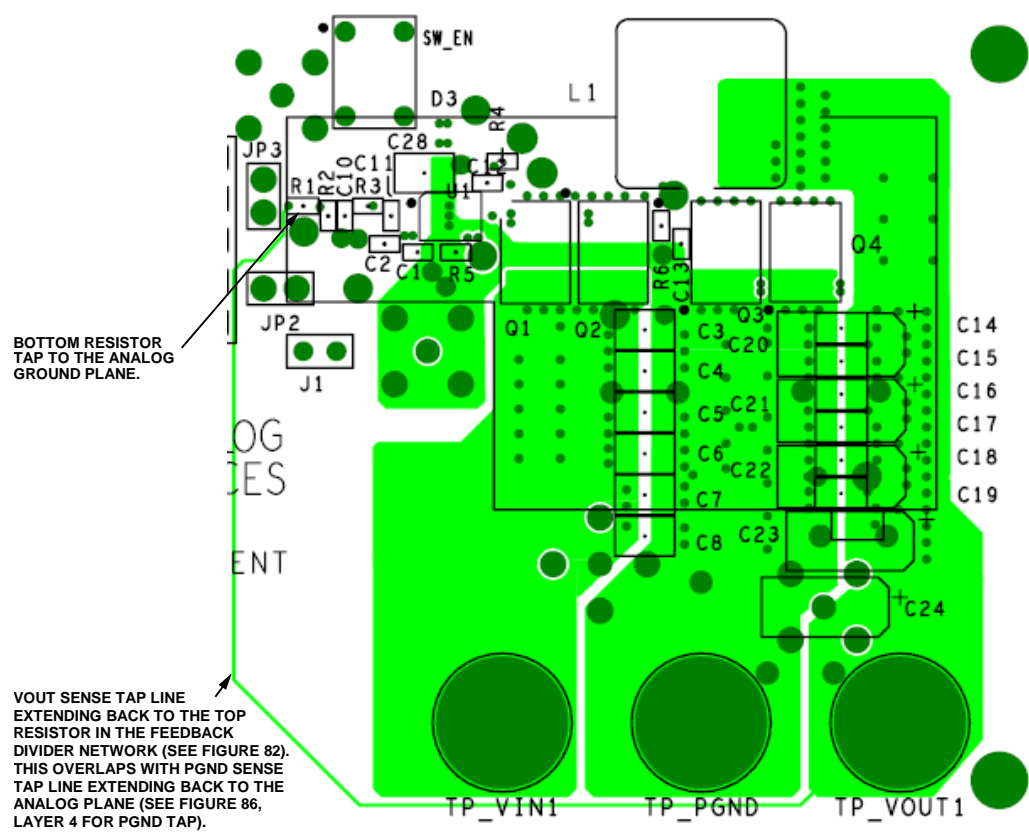 SW_EN
D3
R4
L1
JP3
C28
C11
C12
R1
R2
C10
R3
U1
C2
C1
R5
R6
C13
Q4
JP2
J1
Q1
Q2
C3
Q3
C20
C4
C21
C5
C6
C22
C7
C8
C23
C24
C14
C15
C16
C17
C18
C19
BOTTOM RESISTOR
TAP TO THE ANALOG
GROUND PLANE.
OG
CES
ENT
VOUT SENSE TAP LINE
EXTENDING BACK TO THE TOP
RESISTOR IN THE FEEDBACK
DIVIDER NETWORK (SEE FIGURE 82).
THIS OVERLAPS WITH PGND SENSE
TAP LINE EXTENDING BACK TO THE
ANALOG PLANE (SEE FIGURE 86,
LAYER 4 FOR PGND TAP).
TP_VIN1
TP_PGND
TP_VOUT1